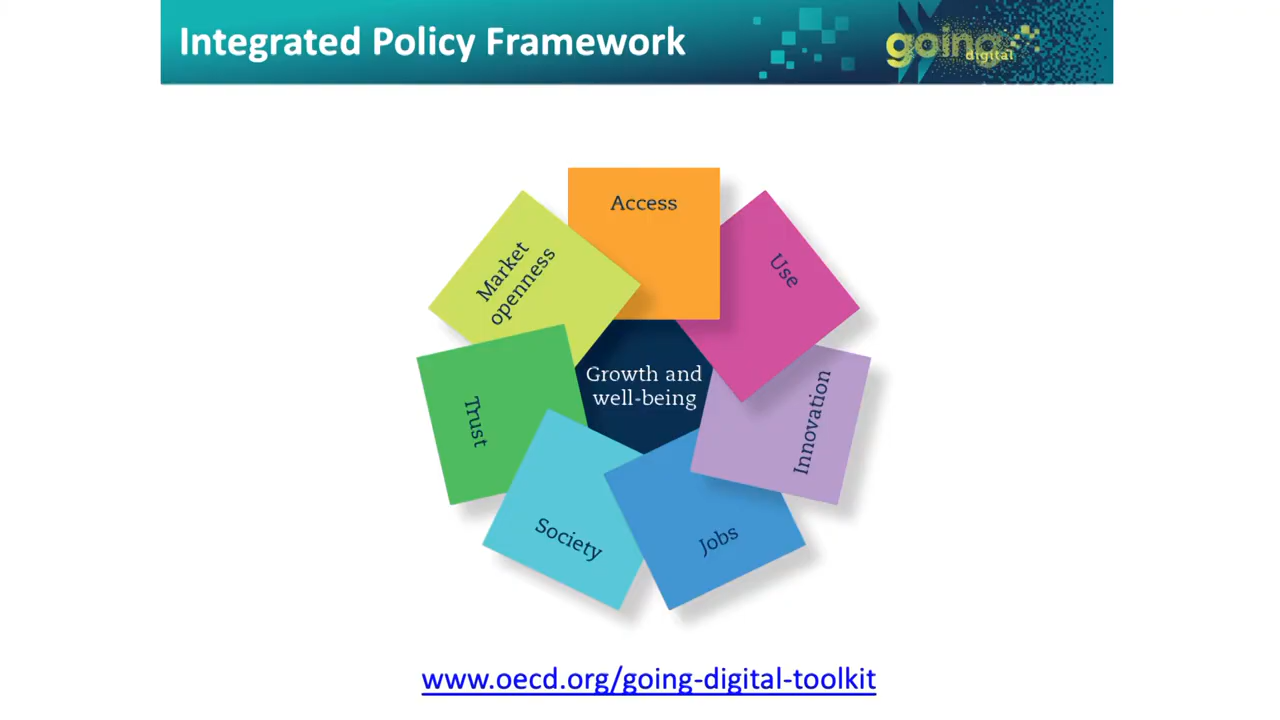 Integrated Policy Framework
going
digital
Access
Use
Innovation
Jobs
Society
Trust
Market
openness
Growth and
well-being
www.oecd.org/going-digital-toolkit